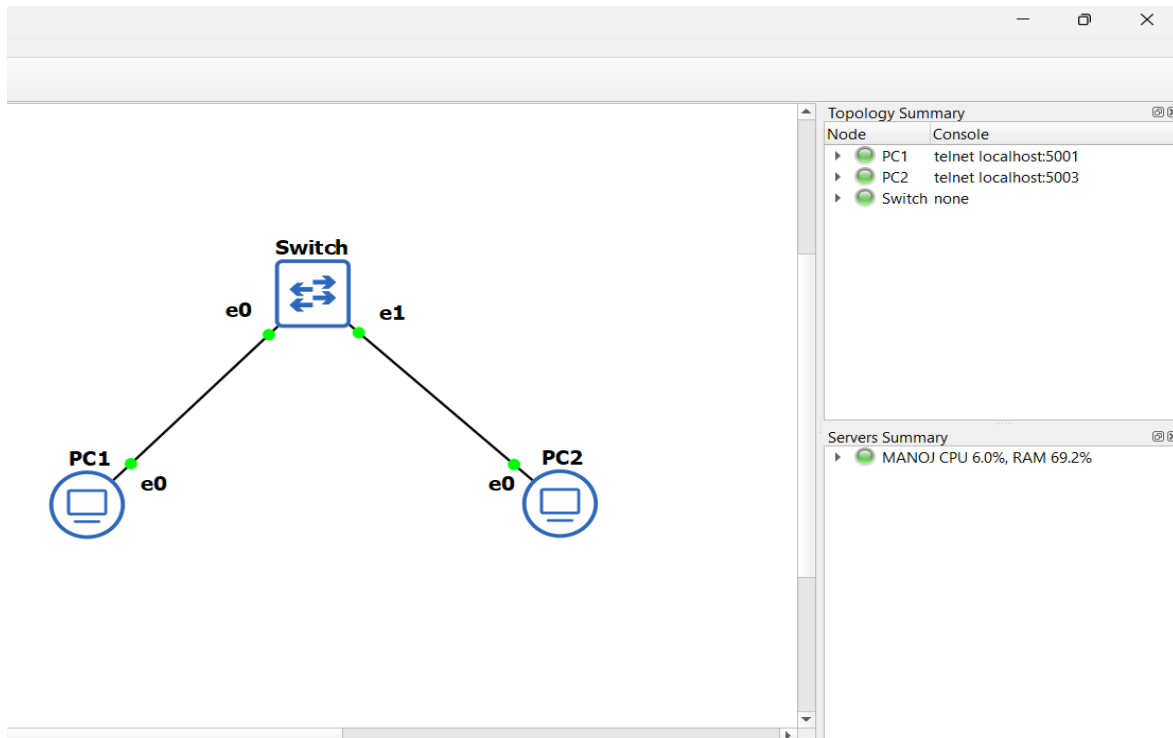 Topology Summary
Node Console
PC1 telnet localhost:5001
PC2 telnet localhost:5003
Switch none
Switch
e0 e1
PC1 PC2
e0 e0
Servers Summary
MANOJ CPU 6.0%, RAM 69.2%